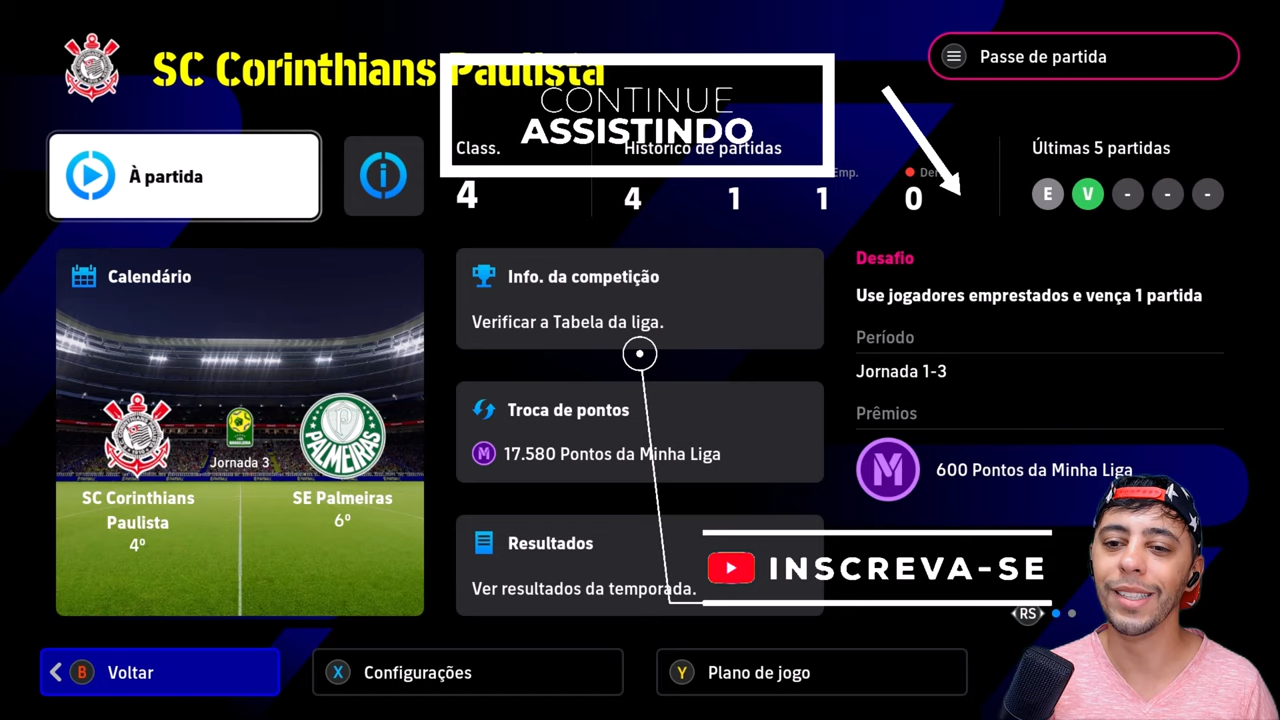 SC Corinthians Paulista
Passe de partida
CONTINUE
ASSISTINDO
À partida
Class.
4
Histórico de partidas
Emp.
4
1
1
0
Últimas 5 partidas
E V - - -
Calendário
Jornada 3
SC Corinthians
Paulista
4º
SE Palmeiras
6º
Info. da competição
Verificar a Tabela da liga.
Troca de pontos
17.580 Pontos da Minha Liga
Resultados
Ver resultados da temporada.
Desafio
Use jogadores emprestados e vença 1 partida
Período
Jornada 1-3
Prêmios
600 Pontos da Minha Liga
INSCREVA-SE
RS
B Voltar
X Configurações
Y Plano de jogo